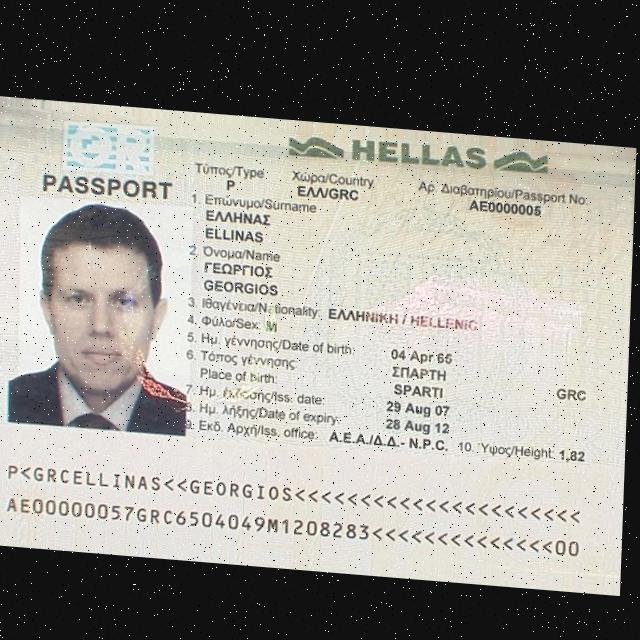 GR
HELLAS
PASSPORT
Τύπος/Type
P
Χώρα/Country
ΕΛΛ/GRC
Αρ. Διαβατηρίου/Passport No:
AE0000005
1. Επώνυμο/Surname
ΕΛΛΗΝΑΣ
ELLINAS
2. Όνομα/Name
ΓΕΩΡΓΙΟΣ
GEORGIOS
3. Ιθαγένεια/Nationality: ΕΛΛΗΝΙΚΗ / HELLENIC
4. Φύλο/Sex: M
5. Ημ. γέννησης/Date of birth: 04 Apr 65
6. Τόπος γέννησης ΣΠΑΡΤΗ
Place of birth: SPARTI GRC
7. Ημ. έκδοσης/Iss. date: 29 Aug 07
8. Ημ. λήξης/Date of expiry: 28 Aug 12
9. Εκδ. Αρχή/Iss. office: Α.Ε.Α./Δ.Δ.- N.P.C. 10. Ύψος/Height: 1,82
P<GRCELLINAS<<GEORGIOS<<<<<<<<<<<<<<<<<<<<<<
AE00000057GRC6504049M1208283<<<<<<<<<<<<<<00